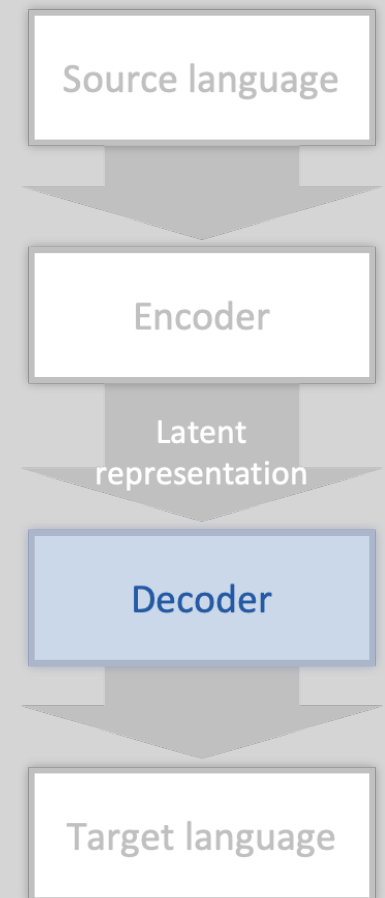 Source language
Encoder
Latent
representation
Decoder
Target language